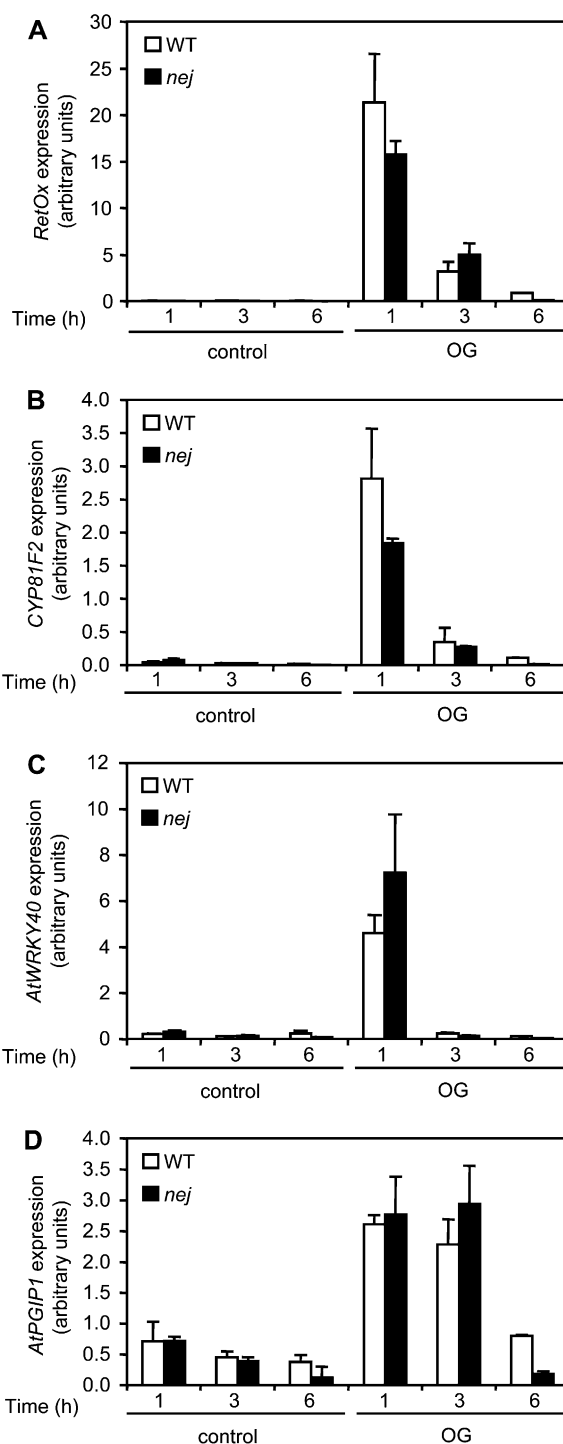 A
RetOx expression
(arbitrary units)
30
25
20
15
10
5
0
WT
nej
Time (h) 1 3 6 1 3 6
control OG
B
CYP81F2 expression
(arbitrary units)
4.0
3.5
3.0
2.5
2.0
1.5
1.0
0.5
0.0
WT
nej
Time (h) 1 3 6 1 3 6
control OG
C
AtWRKY40 expression
(arbitrary units)
12
10
8
6
4
2
0
WT
nej
Time (h) 1 3 6 1 3 6
control OG
D
AtPGIP1 expression
(arbitrary units)
4.0
3.5
3.0
2.5
2.0
1.5
1.0
0.5
0.0
WT
nej
Time (h) 1 3 6 1 3 6
control OG